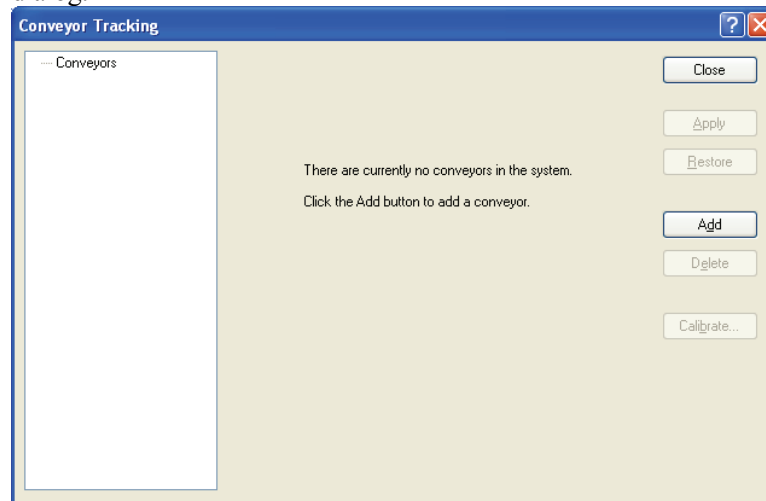 Conveyor Tracking
Conveyors
Close
Apply
Restore
There are currently no conveyors in the system.
Click the Add button to add a conveyor.
Add
Delete
Calibrate...